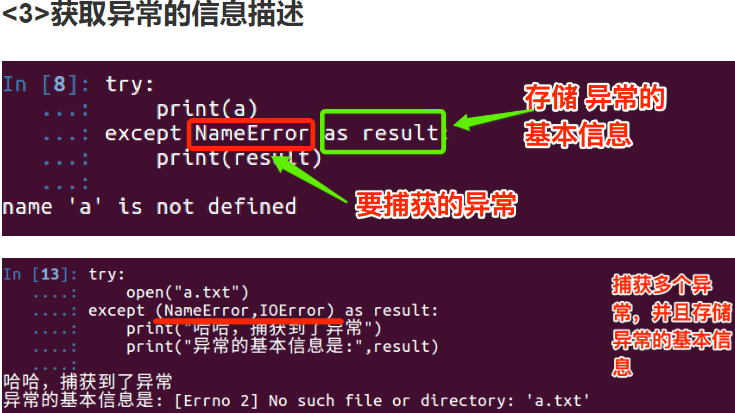 <3>获取异常的信息描述
In [8]: try:
   ...:     print(a)
   ...: except NameError as result:
   ...:     print(result)
   ...:
name 'a' is not defined
存储 异常的
基本信息
要捕获的异常
In [13]: try:
   ....:     open("a.txt")
   ....: except (NameError,IOError) as result:
   ....:     print("哈哈，捕获到了异常")
   ....:     print("异常的基本信息是:",result)
   ....:
哈哈，捕获到了异常
异常的基本信息是: [Errno 2] No such file or directory: 'a.txt'
捕获多个异
常，并且存储
异常的基本信
息